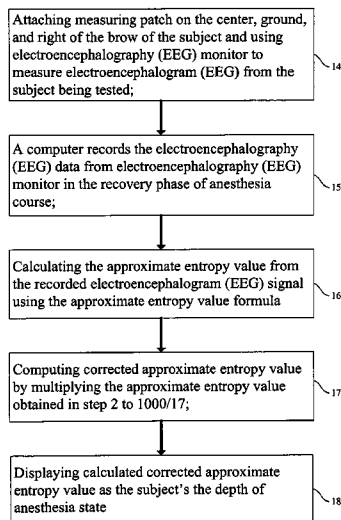 Attaching measuring patch on the center, ground,
and right of the brow of the subject and using
electroencephalography (EEG) monitor to
measure electroencephalogram (EEG) from the
subject being tested;
14
A computer records the electroencephalography
(EEG) data from electroencephalography (EEG)
monitor in the recovery phase of anesthesia
course;
15
Calculating the approximate entropy value from
the recorded electroencephalogram (EEG) signal
using the approximate entropy value formula
16
Computing corrected approximate entropy value
by multiplying the approximate entropy value
obtained in step 2 to 1000/17;
17
Displaying calculated corrected approximate
entropy value as the subject's the depth of
anesthesia state
18